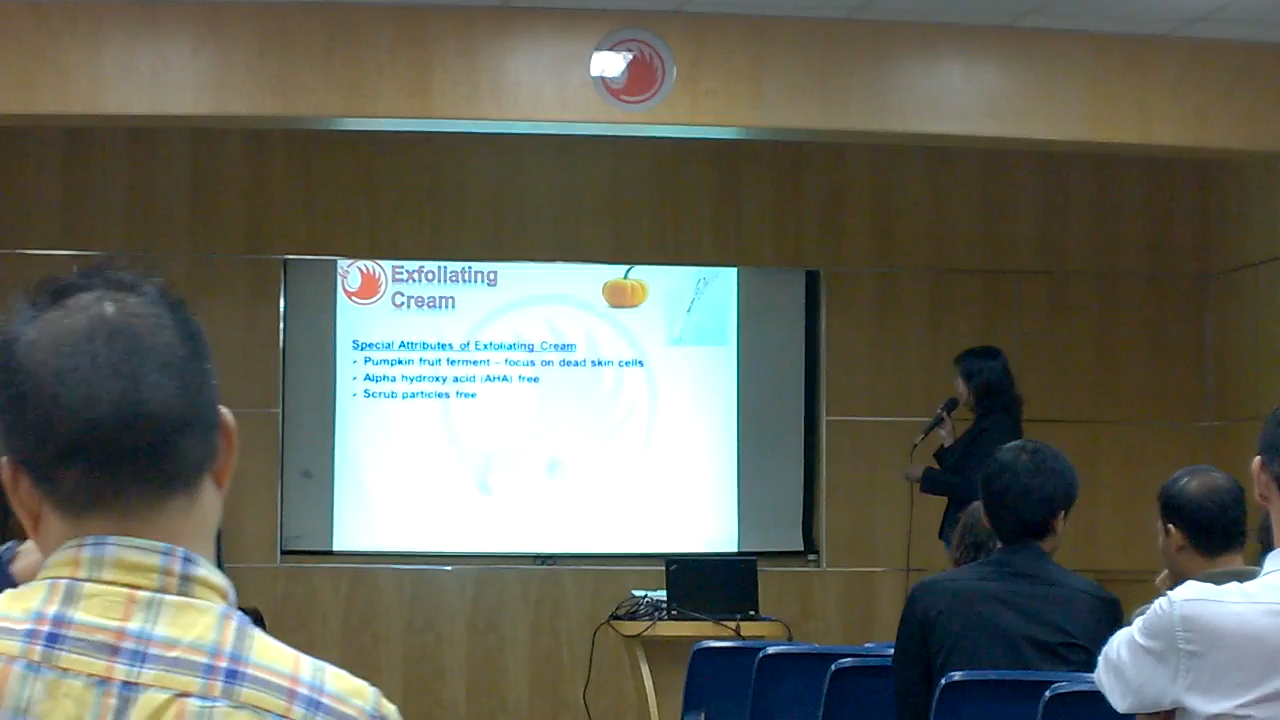 Exfoliating
Cream
Special Attributes of Exfoliating Cream
Pumpkin fruit ferment – focus on dead skin cells
Alpha hydroxy acid (AHA) free
Scrub particles free